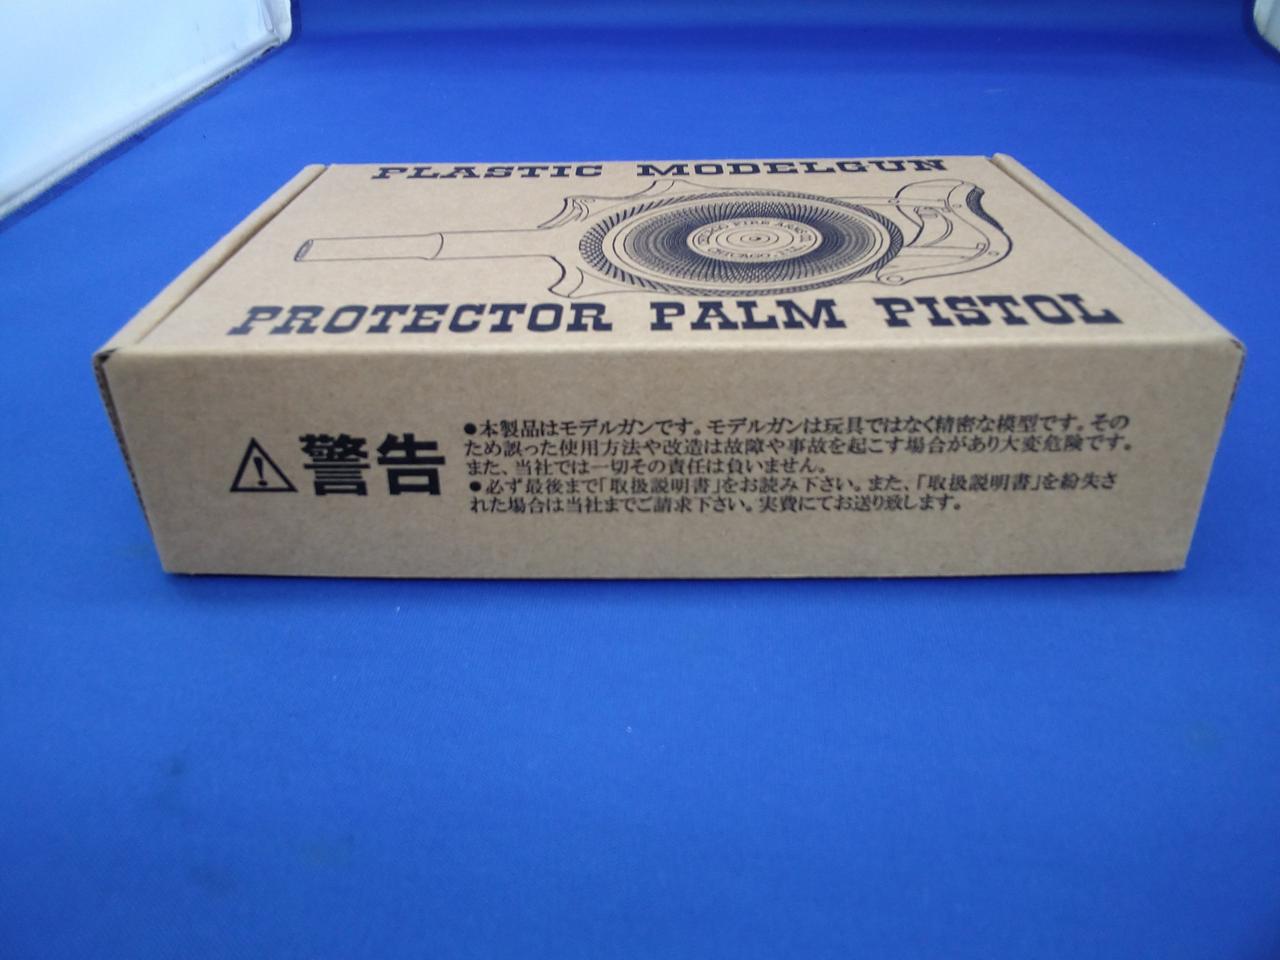 PLASTIC MODELGUN
CHICAGO FIRE ARMS CO.
CHICAGO, ILL.
PROTECTOR PALM PISTOL
警告
●本製品はモデルガンです。モデルガンは玩具ではなく精密な模型です。その
ため誤った使用方法や改造は故障や事故を起こす場合があり大変危険です。
また、当社では一切その責任は負いません。
●必ず最後まで「取扱説明書」をお読み下さい。また、「取扱説明書」を紛失さ
れた場合は当社までご請求下さい。実費にてお送り致します。